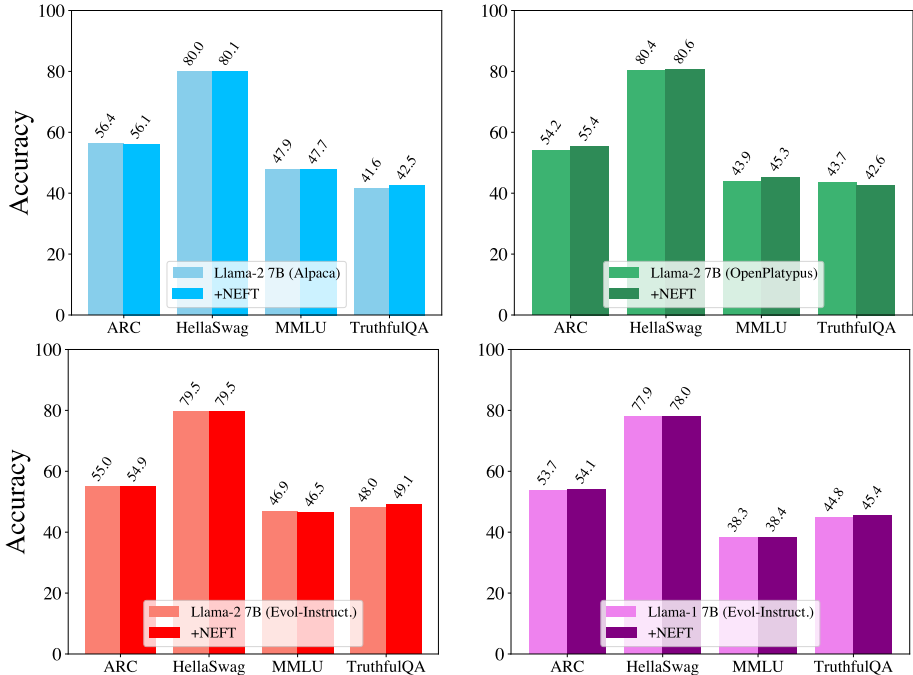 100
80
60
40
20
0
Accuracy
56.4 56.1 80.0 80.1 47.9 47.7 41.6 42.5
Llama-2 7B (Alpaca)
+NEFT
ARC HellaSwag MMLU TruthfulQA
100
80
60
40
20
0
54.2 55.4 80.4 80.6 43.9 45.3 43.7 42.6
Llama-2 7B (OpenPlatypus)
+NEFT
ARC HellaSwag MMLU TruthfulQA
100
80
60
40
20
0
Accuracy
55.0 54.9 79.5 79.5 46.9 46.5 48.0 49.1
Llama-2 7B (Evol-Instruct.)
+NEFT
ARC HellaSwag MMLU TruthfulQA
100
80
60
40
20
0
53.7 54.1 77.9 78.0 38.3 38.4 44.8 45.4
Llama-1 7B (Evol-Instruct.)
+NEFT
ARC HellaSwag MMLU TruthfulQA